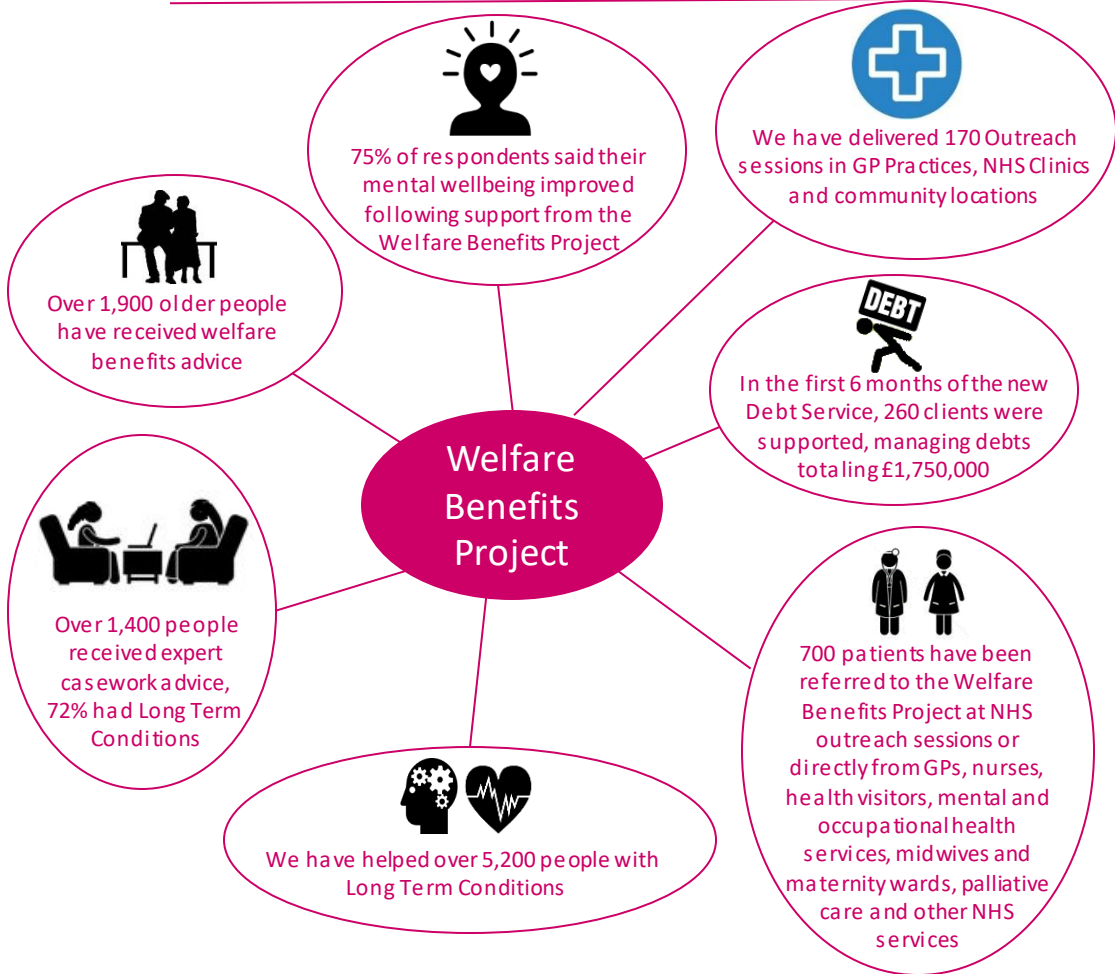 75% of respondents said their
mental wellbeing improved
following support from the
Welfare Benefits Project
We have delivered 170 Outreach
sessions in GP Practices, NHS Clinics
and community locations
Over 1,900 older people
have received welfare
benefits advice
DEBT
In the first 6 months of the new
Debt Service, 260 clients were
supported, managing debts
totaling £1,750,000
Welfare
Benefits
Project
Over 1,400 people
received expert
casework advice,
72% had Long Term
Conditions
700 patients have been
referred to the Welfare
Benefits Project at NHS
outreach sessions or
directly from GPs, nurses,
health visitors, mental and
occupational health
services, midwives and
maternity wards, palliative
care and other NHS
services
We have helped over 5,200 people with
Long Term Conditions